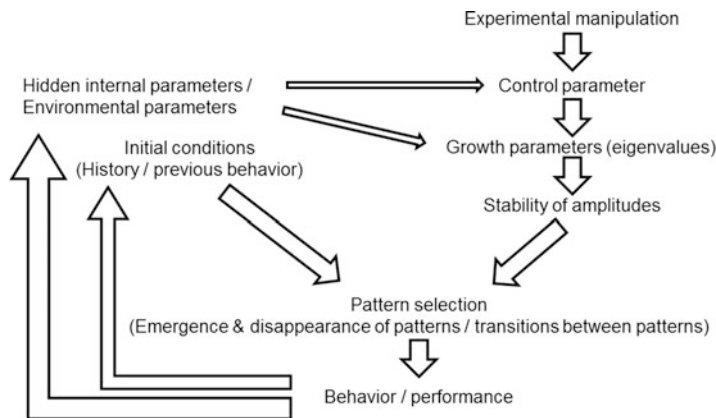 Experimental manipulation
Hidden internal parameters /
Environmental parameters
Control parameter
Initial conditions
(History / previous behavior)
Growth parameters (eigenvalues)
Stability of amplitudes
Pattern selection
(Emergence & disappearance of patterns / transitions between patterns)
Behavior / performance